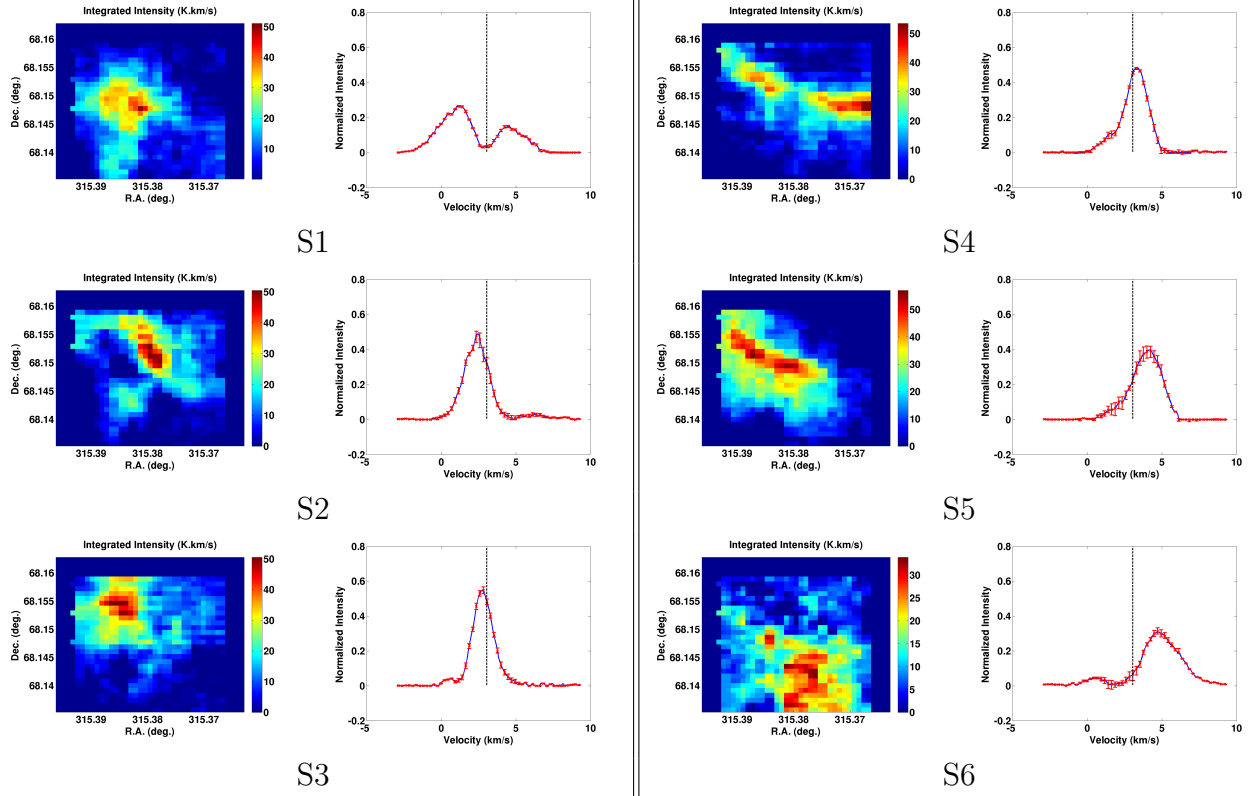 Integrated Intensity (K.km/s)
Dec. (deg.)
68.16
68.155
68.15
68.145
68.14
315.39 315.38 315.37
R.A. (deg.)
50
40
30
20
10
Normalized Intensity
0.8
0.6
0.4
0.2
0
-0.2
-5 0 5 10
Velocity (km/s)
S1
Integrated Intensity (K.km/s)
Dec. (deg.)
68.16
68.155
68.15
68.145
68.14
315.39 315.38 315.37
R.A. (deg.)
50
40
30
20
10
0
Normalized Intensity
0.8
0.6
0.4
0.2
0
-0.2
-5 0 5 10
Velocity (km/s)
S2
Integrated Intensity (K.km/s)
Dec. (deg.)
68.16
68.155
68.15
68.145
68.14
315.39 315.38 315.37
R.A. (deg.)
50
40
30
20
10
0
Normalized Intensity
0.8
0.6
0.4
0.2
0
-0.2
-5 0 5 10
Velocity (km/s)
S3
Integrated Intensity (K.km/s)
Dec. (deg.)
68.16
68.155
68.15
68.145
68.14
315.39 315.38 315.37
R.A. (deg.)
50
40
30
20
10
0
Normalized Intensity
0.8
0.6
0.4
0.2
0
-0.2
-5 0 5 10
Velocity (km/s)
S4
Integrated Intensity (K.km/s)
Dec. (deg.)
68.16
68.155
68.15
68.145
68.14
315.39 315.38 315.37
R.A. (deg.)
50
40
30
20
10
0
Normalized Intensity
0.8
0.6
0.4
0.2
0
-0.2
-5 0 5 10
Velocity (km/s)
S5
Integrated Intensity (K.km/s)
Dec. (deg.)
68.16
68.155
68.15
68.145
68.14
315.39 315.38 315.37
R.A. (deg.)
30
25
20
15
10
5
0
Normalized Intensity
0.8
0.6
0.4
0.2
0
-0.2
-5 0 5 10
Velocity (km/s)
S6